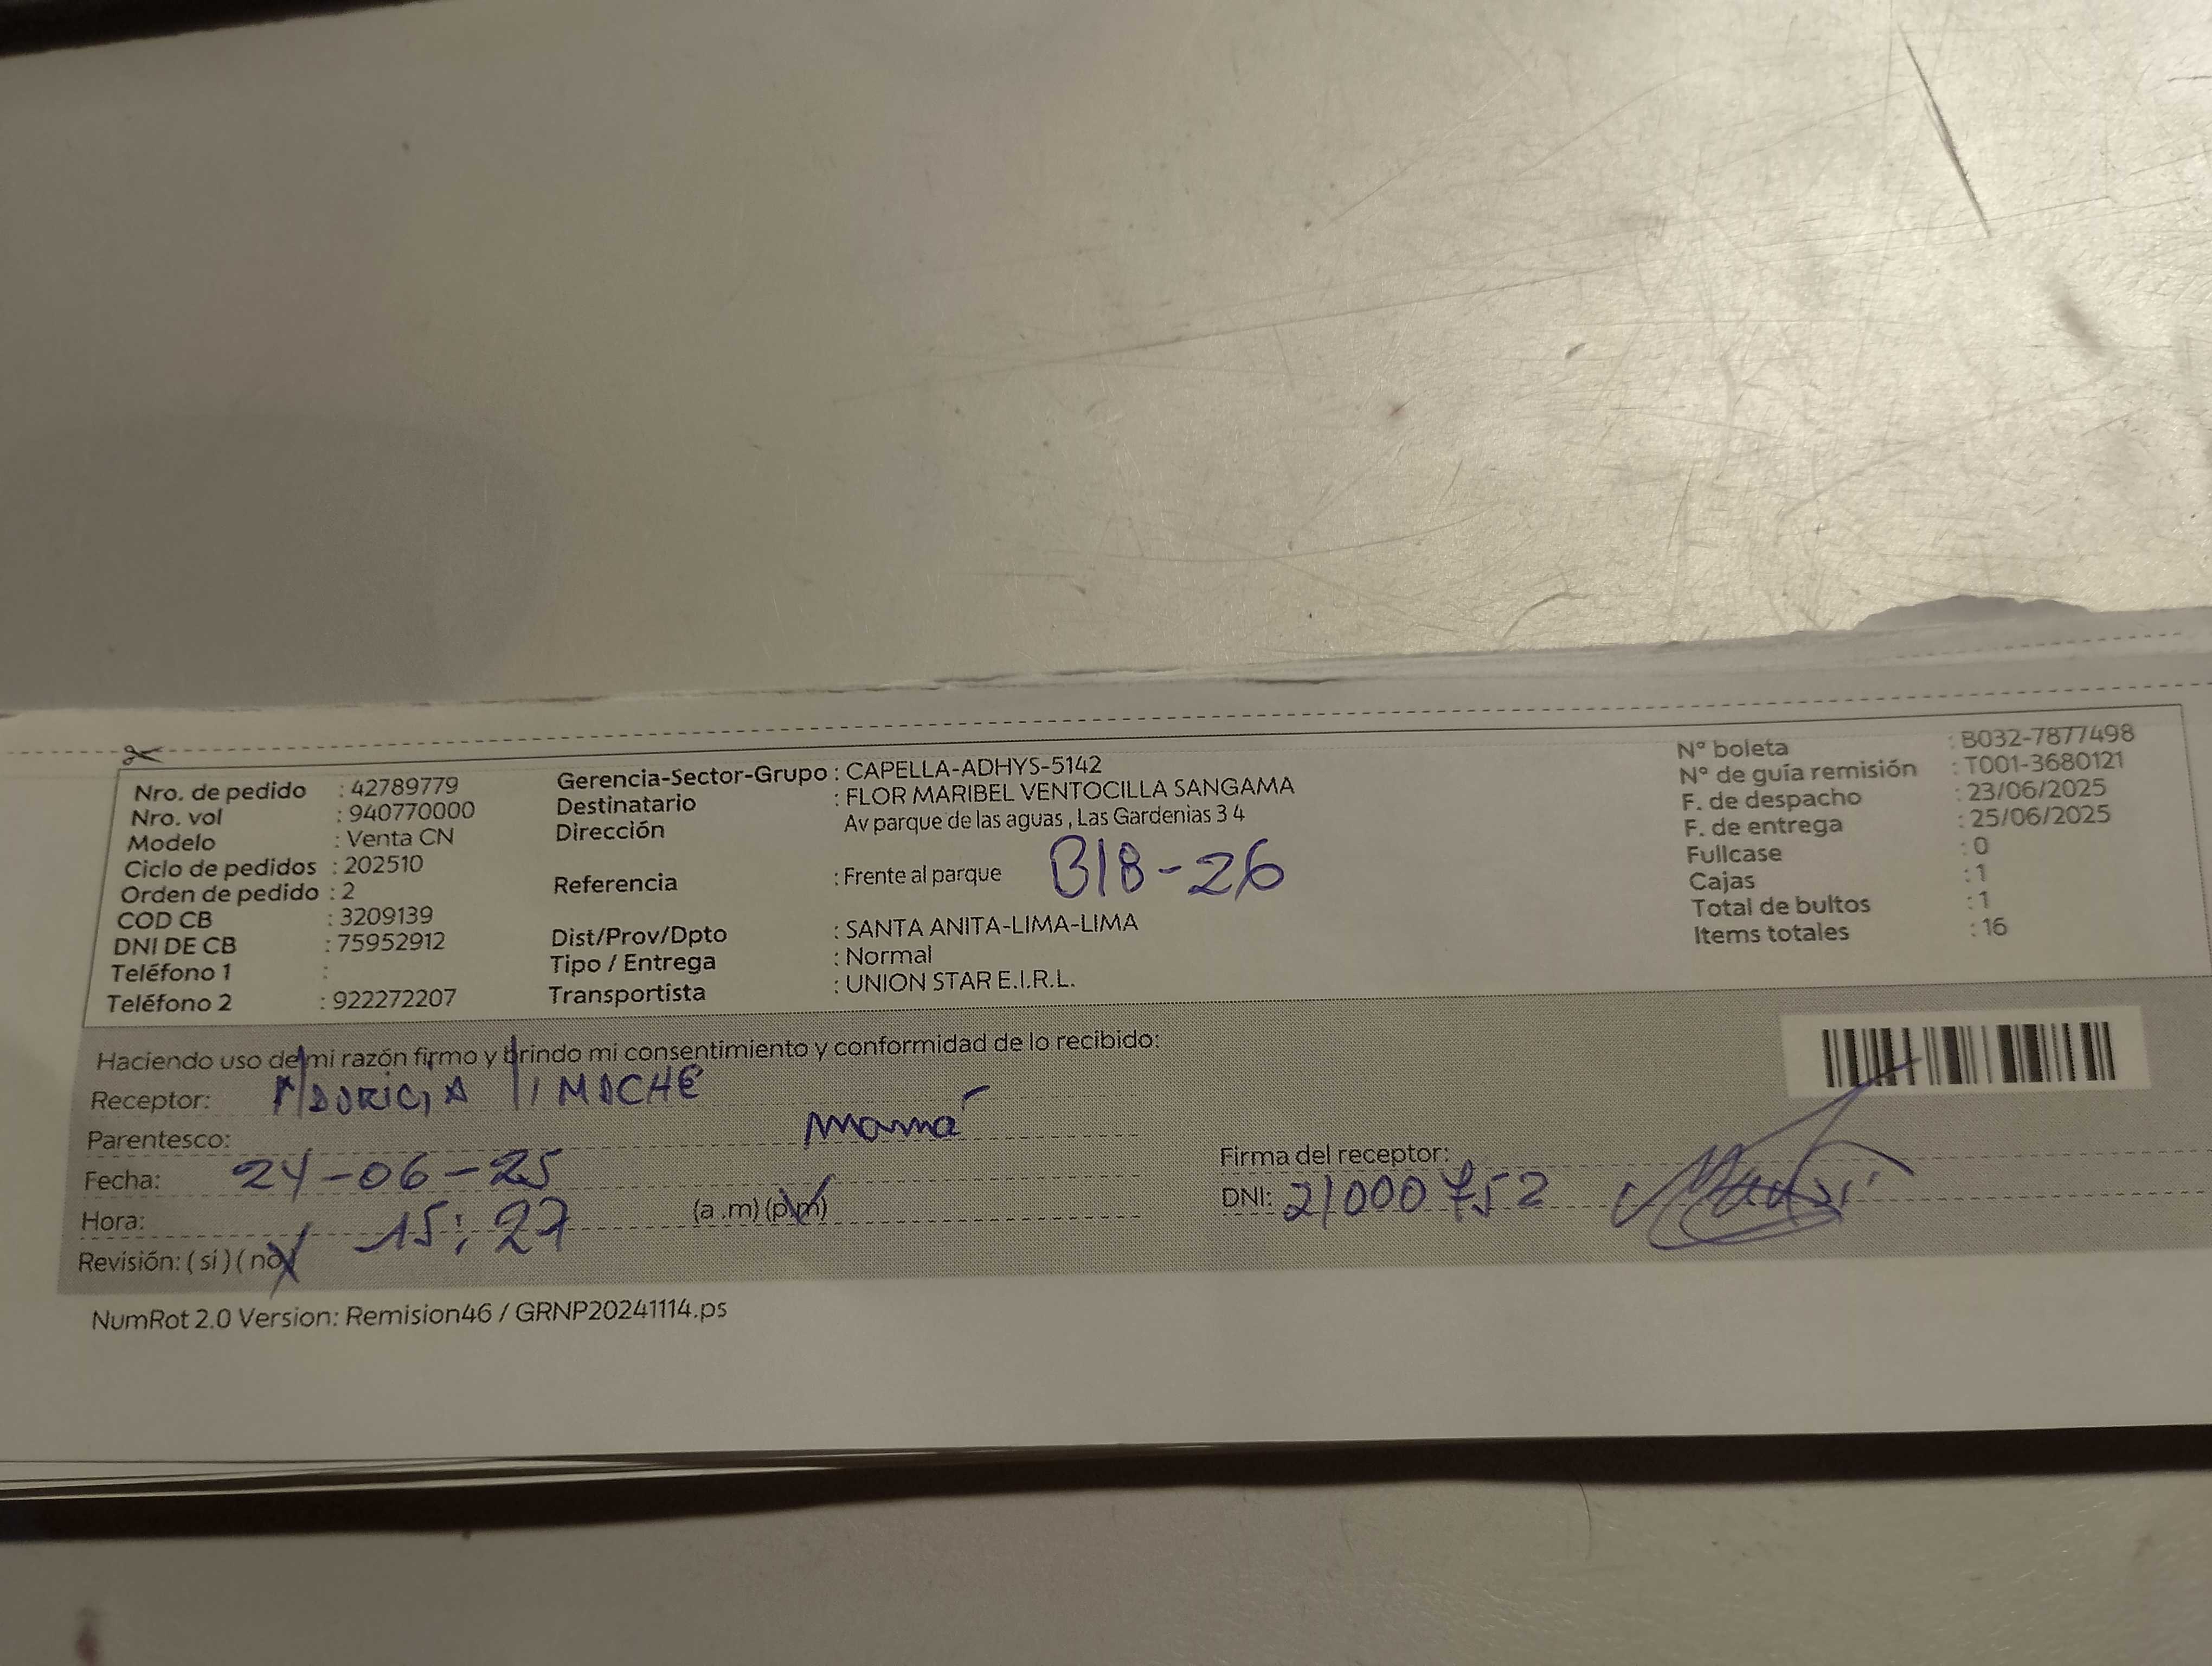 Nro. de pedido : 42789779
Nro. vol : 940770000
Modelo : Venta CN
Ciclo de pedidos : 202510
Orden de pedido : 2
COD CB : 3209139
DNI DE CB : 75952912
Teléfono 1 :
Teléfono 2 : 922272207
Gerencia-Sector-Grupo : CAPELLA-ADHYS-5142
Destinatario : FLOR MARIBEL VENTOCILLA SANGAMA
Dirección Av parque de las aguas , Las Gardenias 3 4
Referencia : Frente al parque B18-26
Dist/Prov/Dpto : SANTA ANITA-LIMA-LIMA
Tipo / Entrega : Normal
Transportista : UNION STAR E.I.R.L.
N° boleta : B032-7877498
N° de guía remisión : T001-3680121
F. de despacho : 23/06/2025
F. de entrega : 25/06/2025
Fullcase : 0
Cajas : 1
Total de bultos : 1
Items totales : 16
Haciendo uso de mi razón firmo y brindo mi consentimiento y conformidad de lo recibido:
Receptor:
Parentesco: mamá
Fecha: 24-06-25
Hora: 15:27 (a .m) (p.m)
Revisión: ( si ) ( no )
Firma del receptor:
DNI: 21000752
NumRot 2.0 Version: Remision46 / GRNP20241114.ps